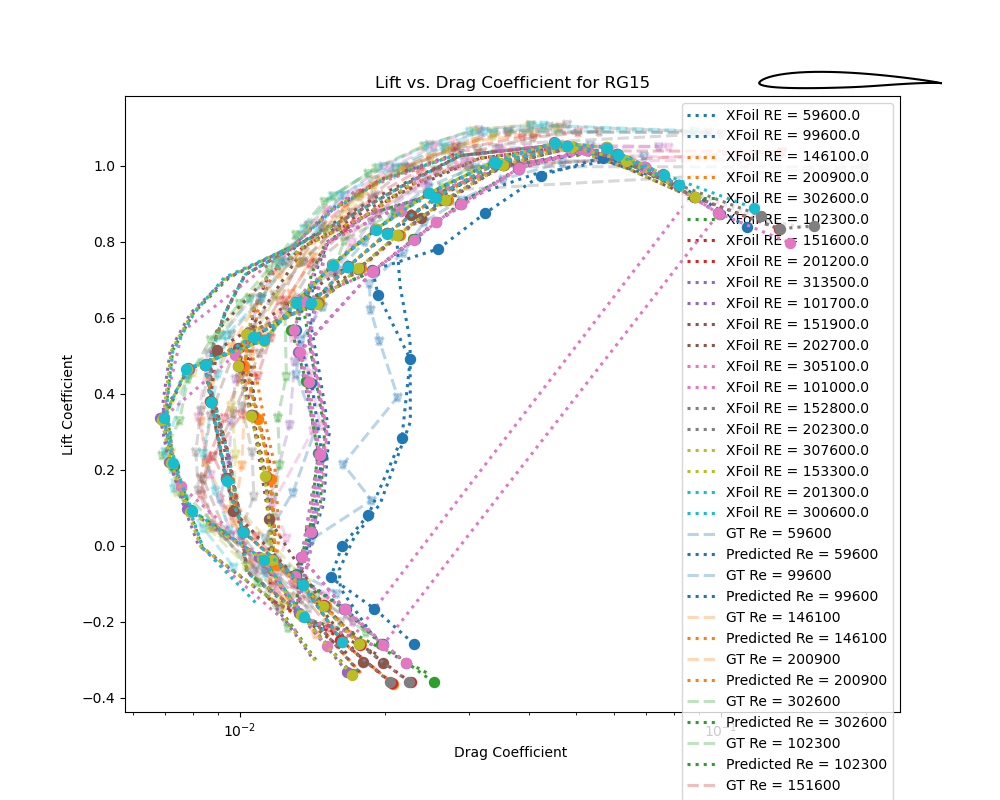 Lift vs. Drag Coefficient for RG15
XFoil RE = 59600.0
XFoil RE = 99600.0
XFoil RE = 146100.0
XFoil RE = 200900.0
XFoil RE = 302600.0
XFoil RE = 102300.0
XFoil RE = 151600.0
XFoil RE = 201200.0
XFoil RE = 313500.0
XFoil RE = 101700.0
XFoil RE = 151900.0
XFoil RE = 202700.0
XFoil RE = 305100.0
XFoil RE = 101000.0
XFoil RE = 152800.0
XFoil RE = 202300.0
XFoil RE = 307600.0
XFoil RE = 153300.0
XFoil RE = 201300.0
XFoil RE = 300600.0
GT Re = 59600
Predicted Re = 59600
GT Re = 99600
Predicted Re = 99600
GT Re = 146100
Predicted Re = 146100
GT Re = 200900
Predicted Re = 200900
GT Re = 302600
Predicted Re = 302600
GT Re = 102300
Predicted Re = 102300
GT Re = 151600
1.0
0.8
0.6
0.4
0.2
0.0
−0.2
−0.4
Lift Coefficient
10⁻²
10⁻¹
Drag Coefficient